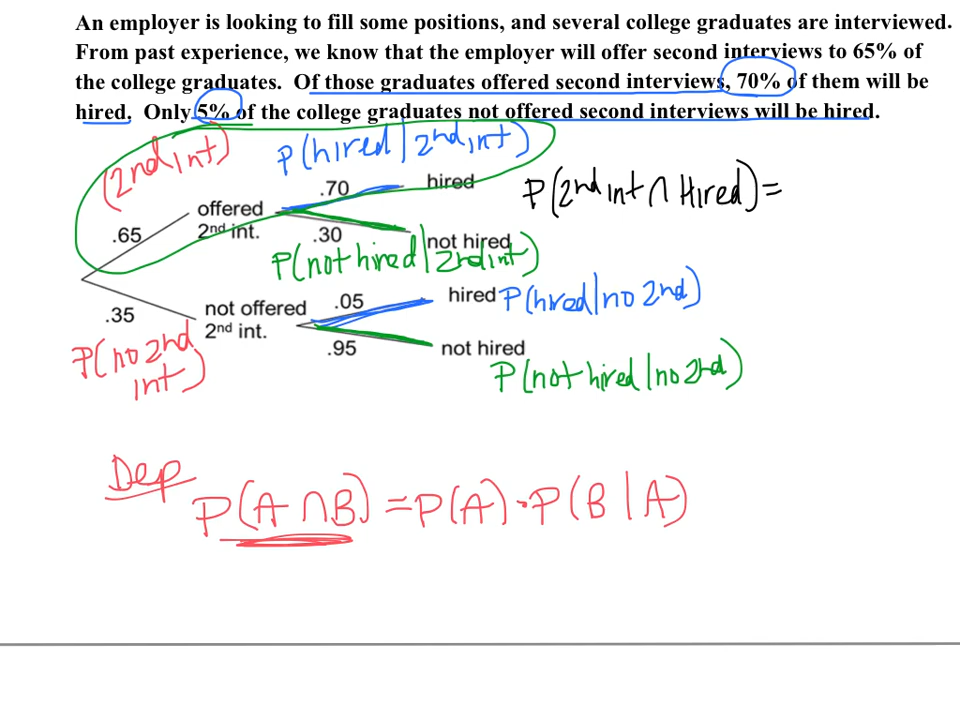 An employer is looking to fill some positions, and several college graduates are interviewed.
From past experience, we know that the employer will offer second interviews to 65% of
the college graduates. Of those graduates offered second interviews, 70% of them will be
hired. Only 5% of the college graduates not offered second interviews will be hired.
(2nd int)
P(hired | 2nd int)
.70
hired
P(2nd int ∩ Hired) =
offered
2nd int.
.65
.30
not hired
P(not hired | 2nd int)
not offered
2nd int.
.05
hired
P(hired | no 2nd)
.35
.95
not hired
P(no 2nd
int)
P(not hired | no 2nd)
Dep
P(A ∩ B) = P(A) · P(B | A)